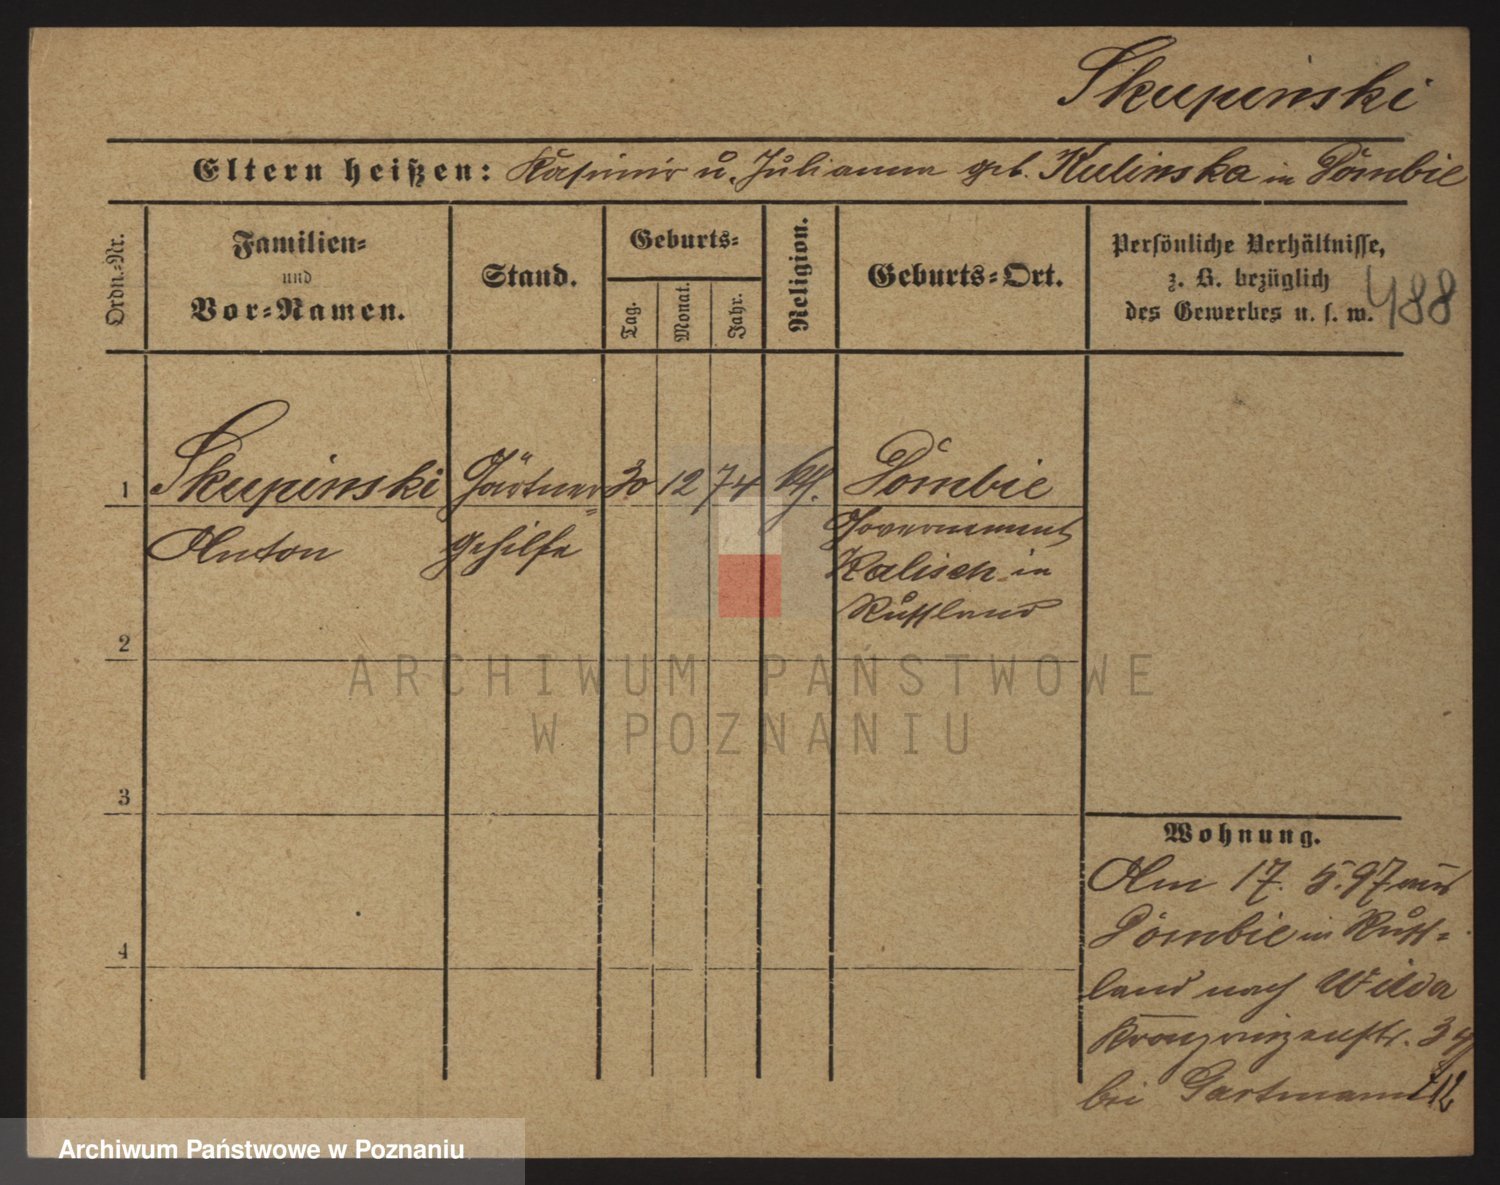 Skupinski
Eltern heißen: Kasimir u. Julianna geb. Kulinska in Dombie
Ordn.-Nr.
Familien-
und
Vor-Namen.
Stand.
Geburts-
Tag.
Monat.
Jahr.
Religion.
Geburts-Ort.
Persönliche Verhältnisse,
z. B. bezüglich
des Gewerbes u. s. w.
488
1 Skupinski Gärtner= 30 12 74 kth. Dombie
Anton gehilfe Governement
Kalisch in
Russland
2
ARCHIWUM PAŃSTWOWE
W POZNANIU
3
Wohnung.
Am 17. 5. 97 aus
Dombie in Russ=
4
land nach Wilda
Kronprinzenstr. 34
bei Gartmann
Archiwum Państwowe w Poznaniu